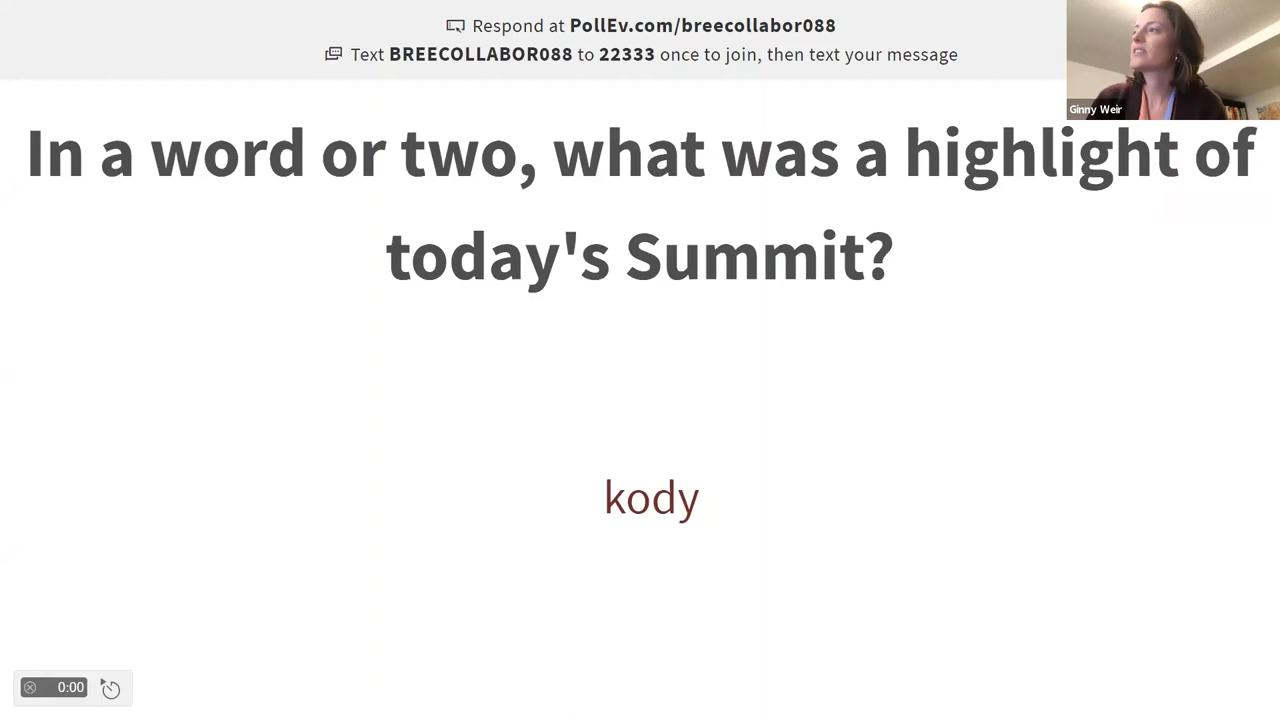 Respond at PollEv.com/breecollabor088
Text BREECOLLABOR088 to 22333 once to join, then text your message
Ginny Weir
In a word or two, what was a highlight of
today's Summit?
kody
0:00